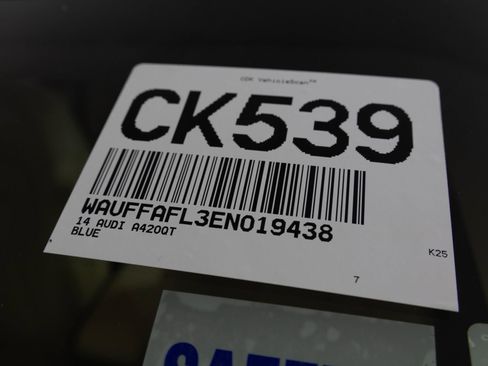 CDK VehicleScan™
CK539
WAUFFAFL3EN019438
14 AUDI A420QT
BLUE
K25
7